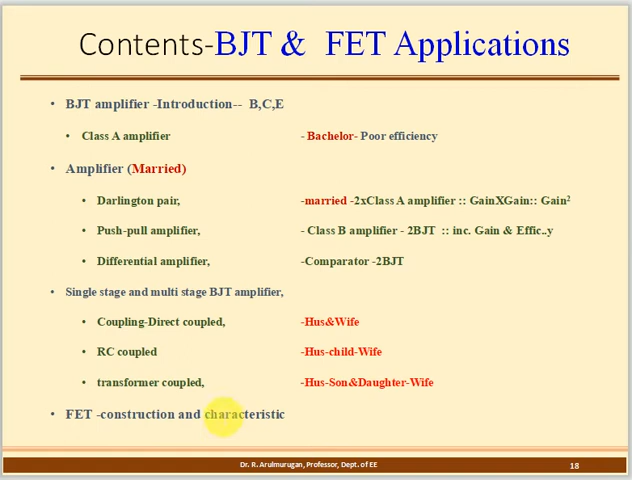 Contents-BJT & FET Applications
• BJT amplifier -Introduction-- B,C,E
• Class A amplifier - Bachelor- Poor efficiency
• Amplifier (Married)
• Darlington pair, -married -2xClass A amplifier :: GainXGain:: Gain²
• Push-pull amplifier, - Class B amplifier - 2BJT :: inc. Gain & Effic..y
• Differential amplifier, -Comparator -2BJT
• Single stage and multi stage BJT amplifier,
• Coupling-Direct coupled, -Hus&Wife
• RC coupled -Hus-child-Wife
• transformer coupled, -Hus-Son&Daughter-Wife
• FET -construction and characteristic
Dr. R. Arulmurugan, Professor, Dept. of EE 18